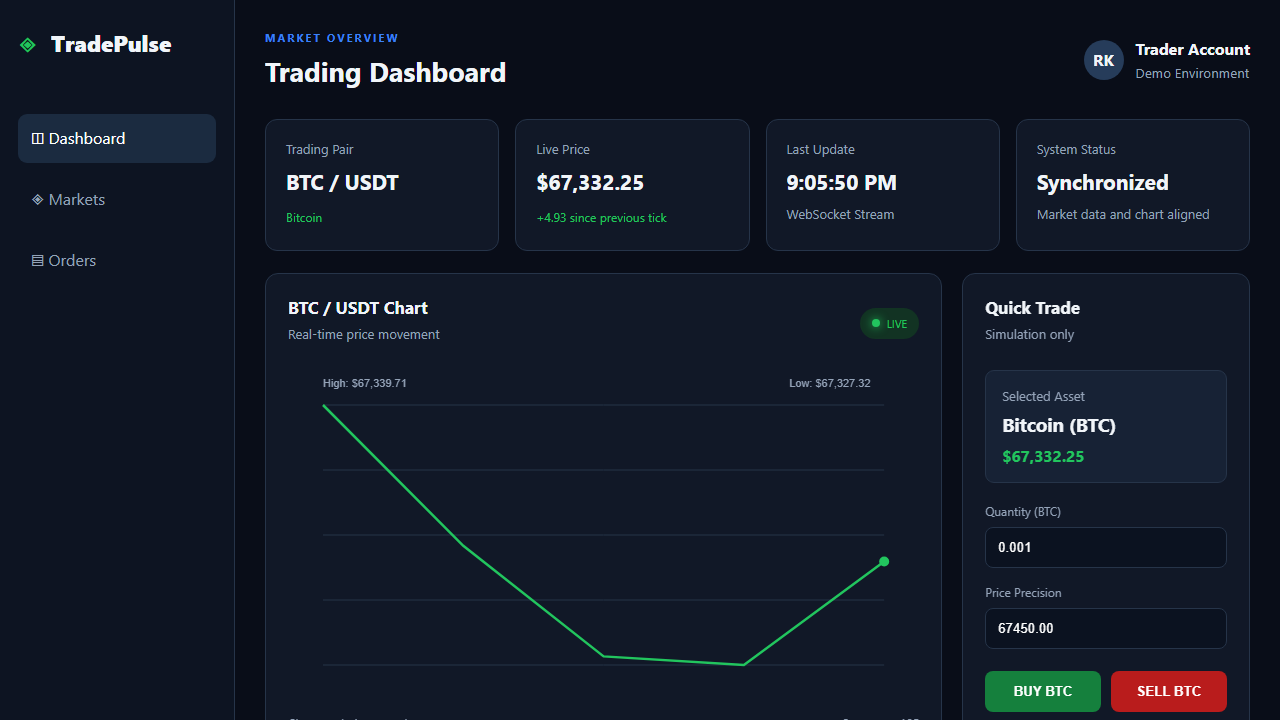 TradePulse
Dashboard
Markets
Orders
MARKET OVERVIEW
Trading Dashboard
RK
Trader Account
Demo Environment
Trading Pair
BTC / USDT
Bitcoin
Live Price
$67,332.25
+4.93 since previous tick
Last Update
9:05:50 PM
WebSocket Stream
System Status
Synchronized
Market data and chart aligned
BTC / USDT Chart
Real-time price movement
LIVE
High: $67,339.71
Low: $67,327.32
Quick Trade
Simulation only
Selected Asset
Bitcoin (BTC)
$67,332.25
Quantity (BTC)
0.001
Price Precision
67450.00
BUY BTC
SELL BTC